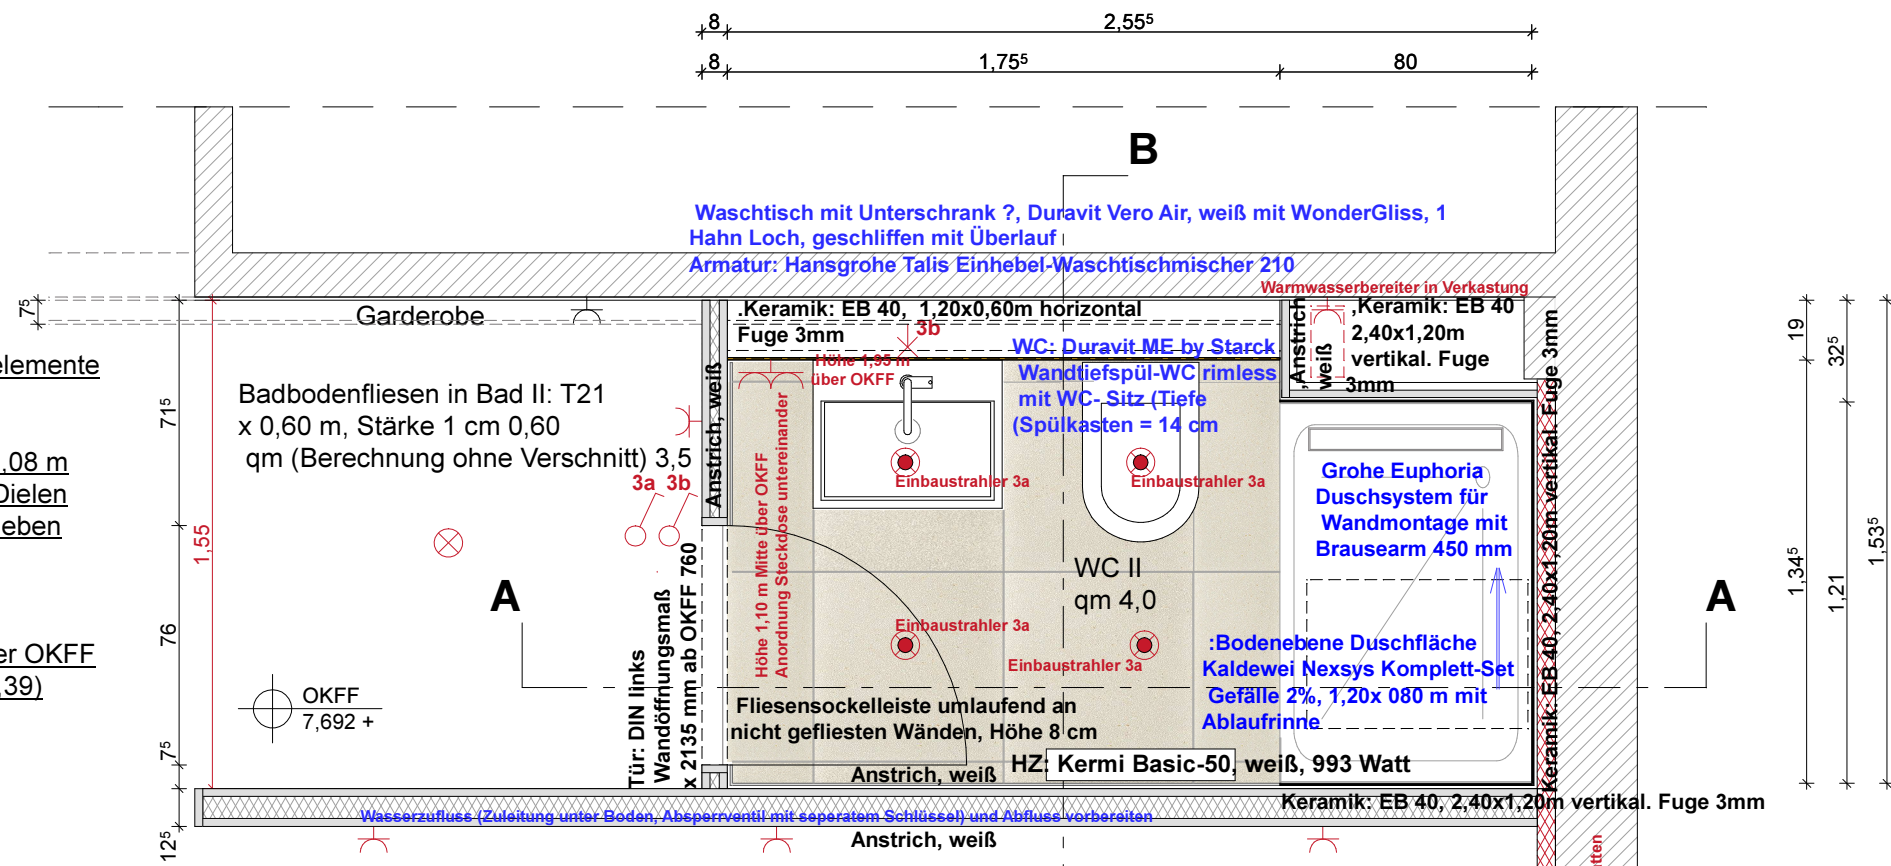 8
2,55⁵
8
1,75⁵
80
B
Waschtisch mit Unterschrank ?, Duravit Vero Air, weiß mit WonderGliss, 1
Hahn Loch, geschliffen mit Überlauf
Armatur: Hansgrohe Talis Einhebel-Waschtischmischer 210
Warmwasserbereiter in Verkastung
7⁵
Garderobe
.Keramik: EB 40, 1,20x0,60m horizontal
Fuge 3mm
3b
Höhe 1,95 m
über OKFF
WC: Duravit ME by Starck
Wandtiefspül-WC rimless
mit WC- Sitz (Tiefe
(Spülkasten = 14 cm
,Anstrich
weiß
,Keramik: EB 40
2,40x1,20m
vertikal. Fuge
3mm
19
32⁵
elemente
Badbodenfliesen in Bad II: T21
x 0,60 m, Stärke 1 cm 0,60
qm (Berechnung ohne Verschnitt) 3,5
71⁵
,08 m
Dielen
eben
3a 3b
Anstrich, weiß
Höhe 1,10 m Mitte über OKFF
Anordnung Steckdose untereinander
Einbaustrahler 3a
Einbaustrahler 3a
Grohe Euphoria
Duschsystem für
Wandmontage mit
Brausearm 450 mm
1,55
1,53⁵
1,34⁵
1,21
A
WC II
qm 4,0
A
76
Einbaustrahler 3a
Einbaustrahler 3a
:Bodenebene Duschfläche
Kaldewei Nexsys Komplett-Set
Gefälle 2%, 1,20x 080 m mit
Ablaufrinne
er OKFF
,39)
OKFF
7,692 +
Tür: DIN links
Wandöffnungsmaß
x 2135 mm ab OKFF 760
Fliesensockelleiste umlaufend an
nicht gefliesten Wänden, Höhe 8 cm
Keramik: EB 40, 2,40x1,20m vertikal. Fuge 3mm
7⁵
Anstrich, weiß
HZ: Kermi Basic-50, weiß, 993 Watt
Keramik: EB 40, 2,40x1,20m vertikal. Fuge 3mm
Wasserzufluss (Zuleitung unter Boden, Absperrventil mit seperatem Schlüssel) und Abfluss vorbereiten
12⁵
Anstrich, weiß
tten